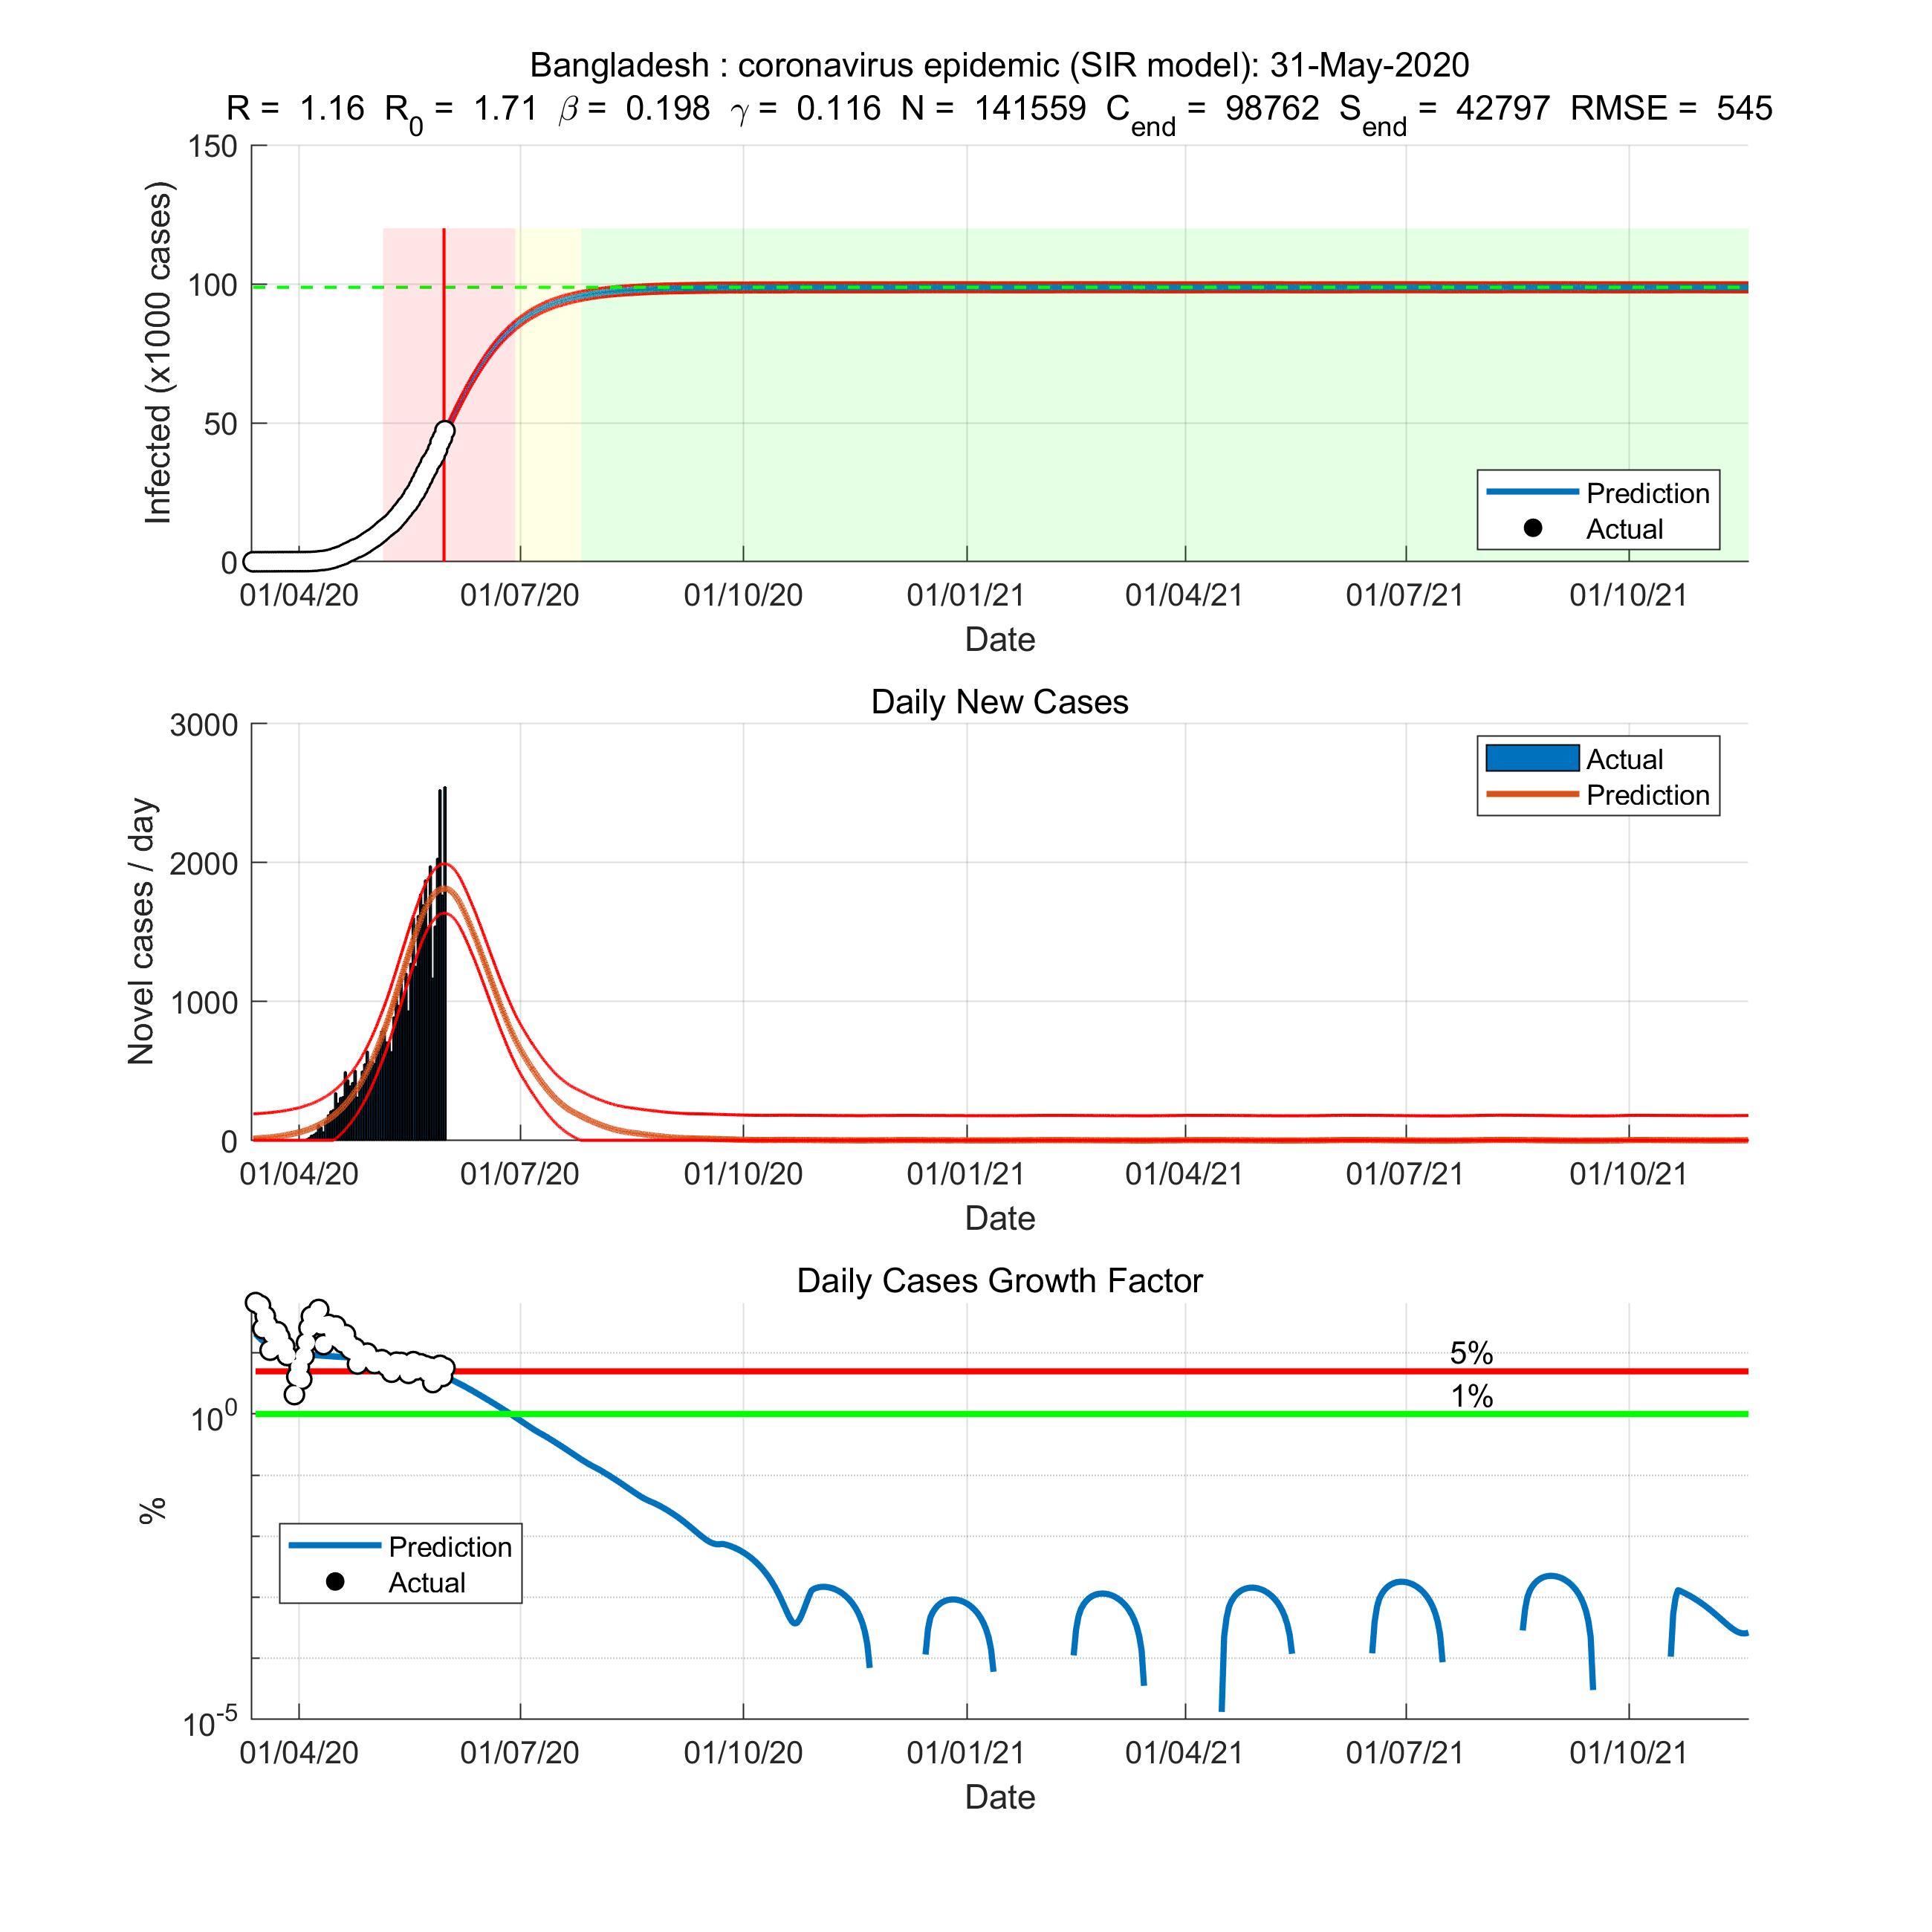 Bangladesh : coronavirus epidemic (SIR model): 31-May-2020
R = 1.16 R0 = 1.71 β = 0.198 γ = 0.116 N = 141559 Cend = 98762 Send = 42797 RMSE = 545
150
100
50
0
Infected (x1000 cases)
Prediction
Actual
01/04/20 01/07/20 01/10/20 01/01/21 01/04/21 01/07/21 01/10/21
Date
Daily New Cases
3000
2000
1000
0
Novel cases / day
Actual
Prediction
01/04/20 01/07/20 01/10/20 01/01/21 01/04/21 01/07/21 01/10/21
Date
Daily Cases Growth Factor
5%
1%
10^0
10^-5
%
Prediction
Actual
01/04/20 01/07/20 01/10/20 01/01/21 01/04/21 01/07/21 01/10/21
Date